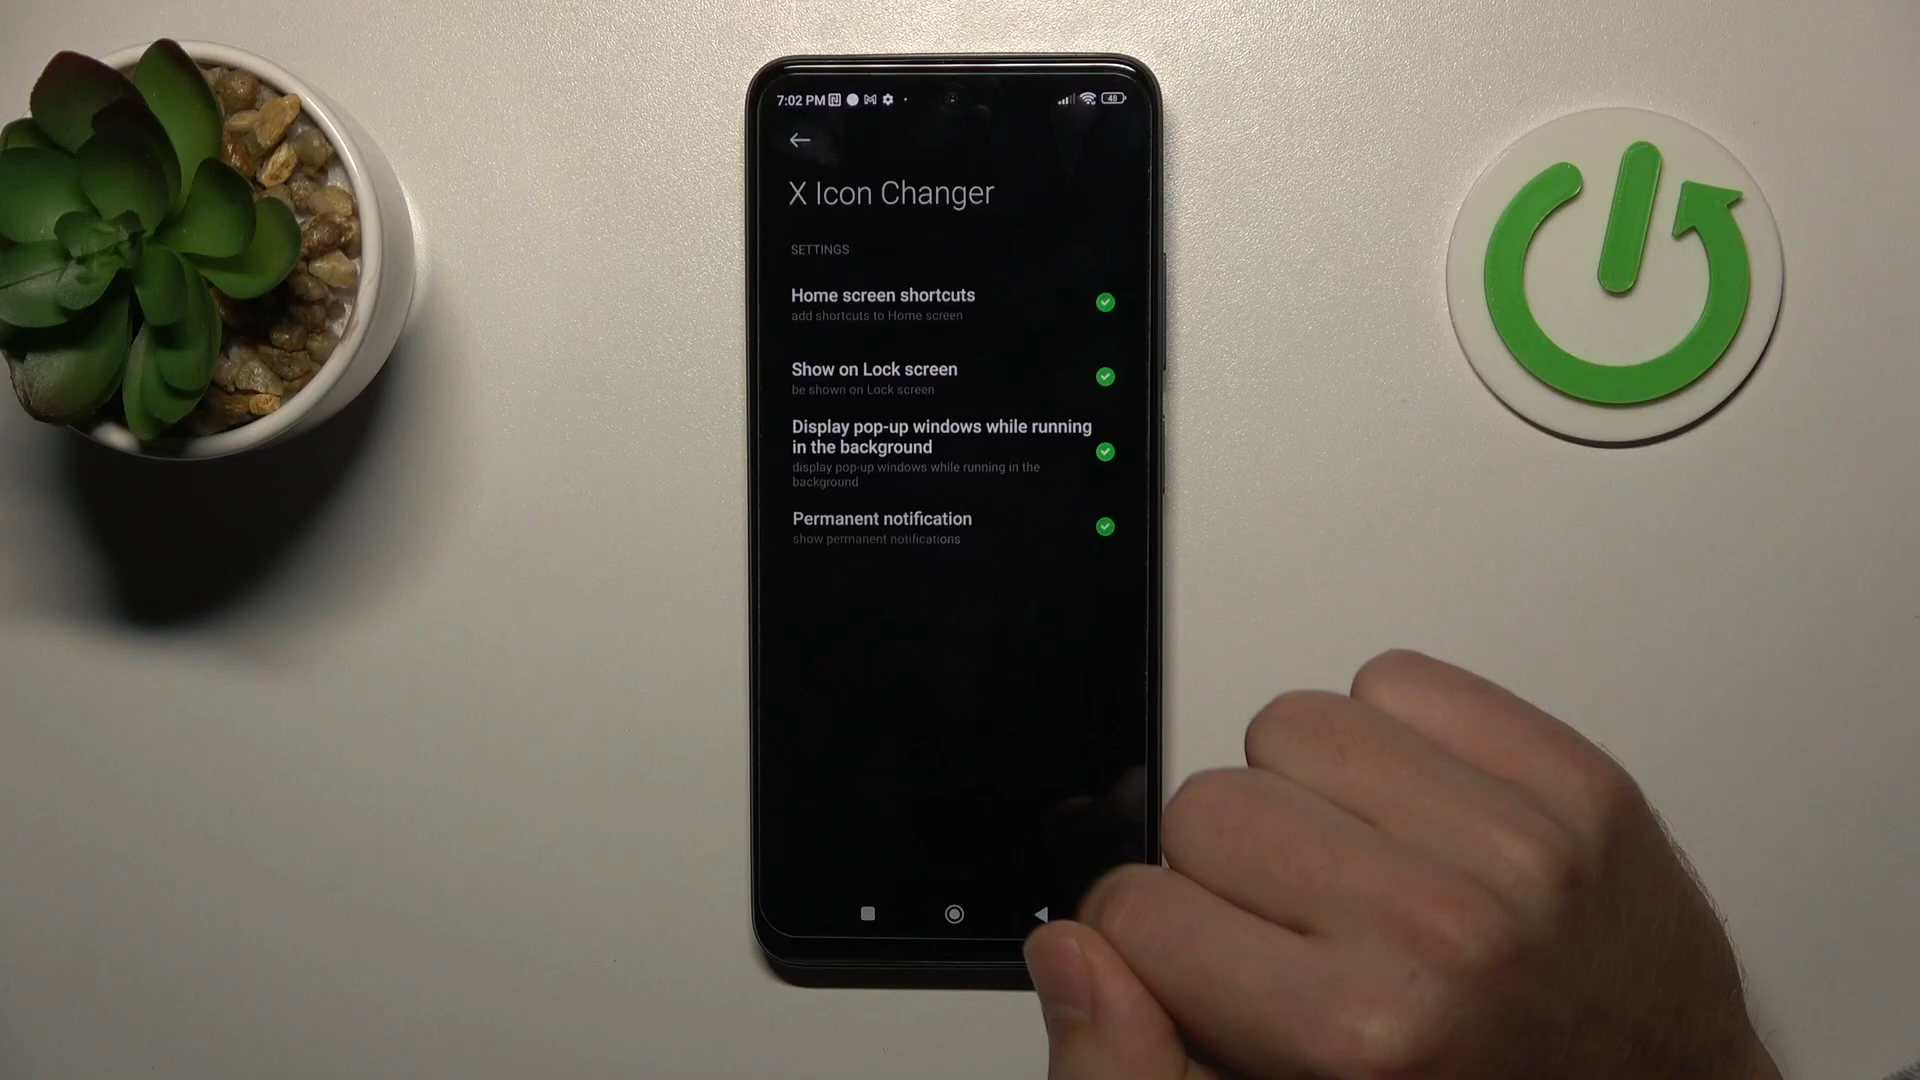 7:02 PM
48
X Icon Changer
SETTINGS
Home screen shortcuts
add shortcuts to Home screen
Show on Lock screen
be shown on Lock screen
Display pop-up windows while running
in the background
display pop-up windows while running in the
background
Permanent notification
show permanent notifications